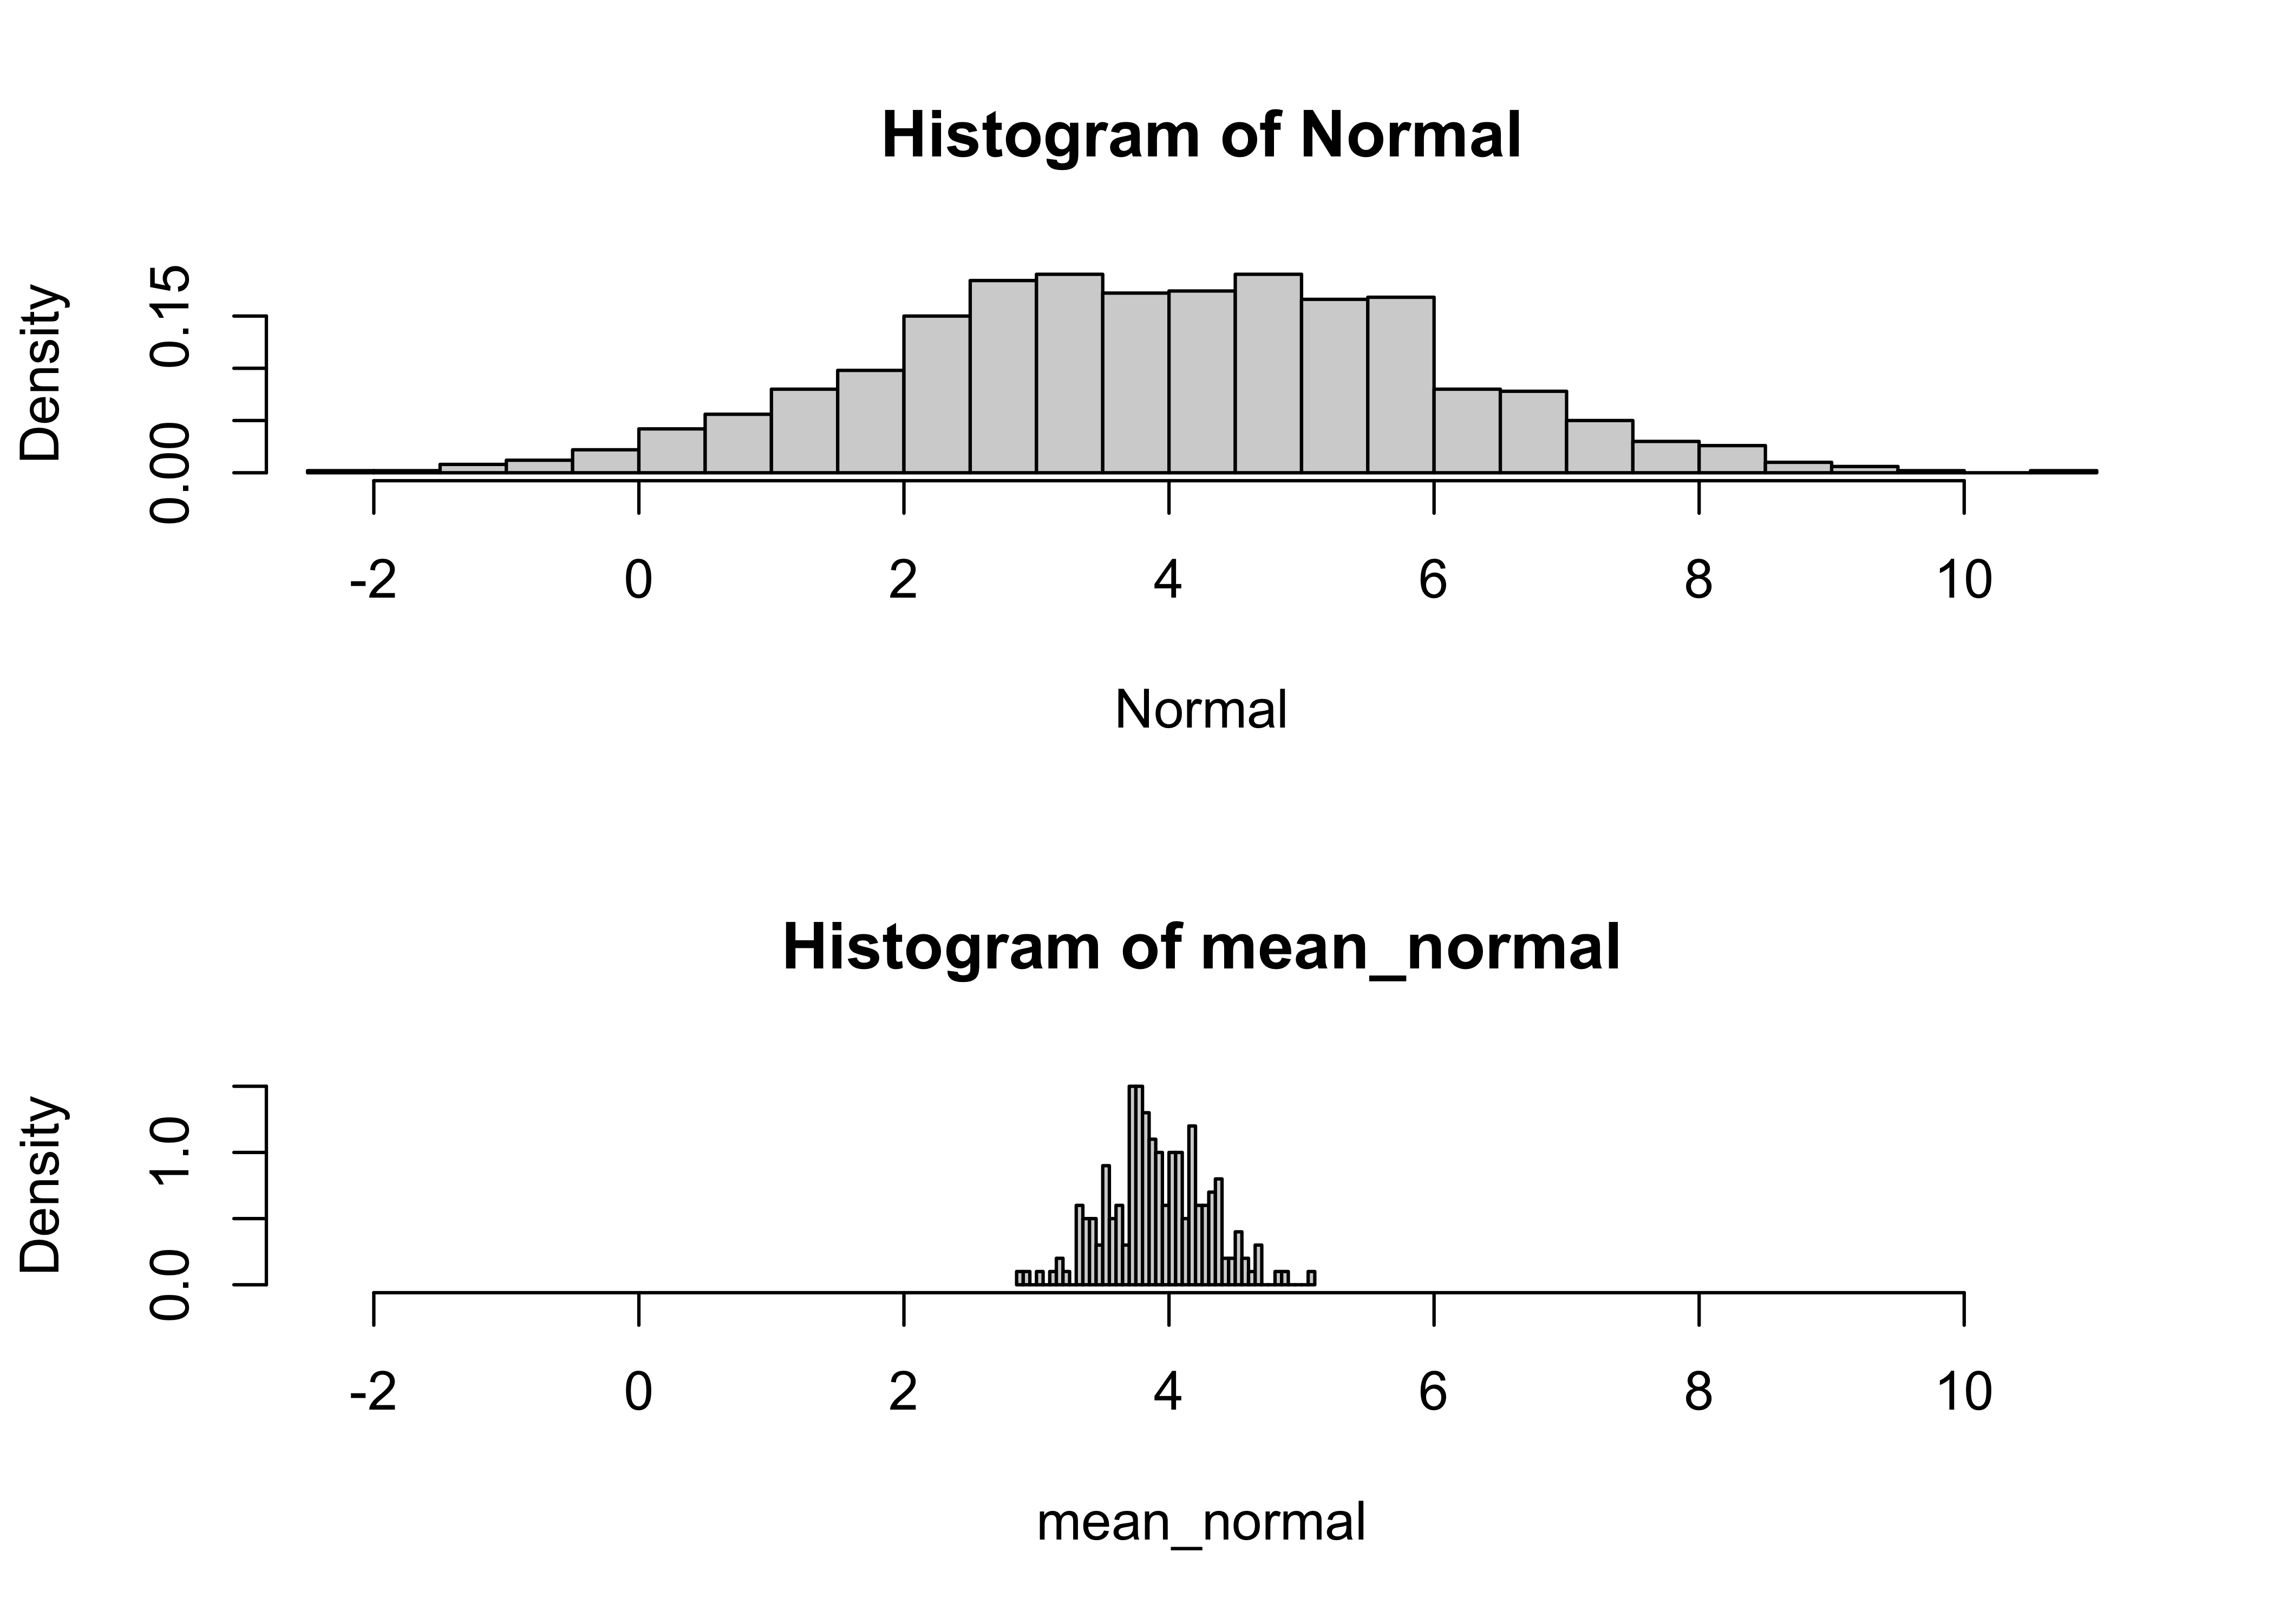 Histogram of Normal
Density
0.00 0.15
-2 0 2 4 6 8 10
Normal
Histogram of mean_normal
Density
0.0 1.0
-2 0 2 4 6 8 10
mean_normal